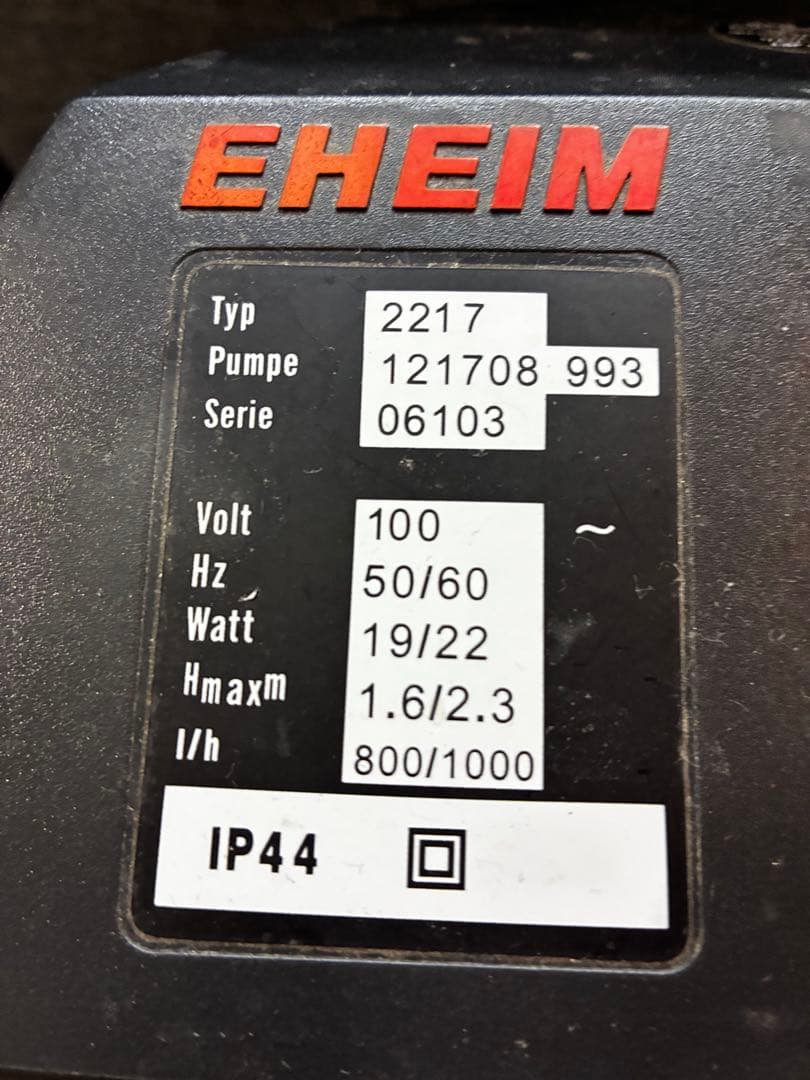 EHEIM
Typ 2217
Pumpe 121708 993
Serie 06103
Volt 100 ~
Hz 50/60
Watt 19/22
Hmaxm 1.6/2.3
l/h 800/1000
IP44